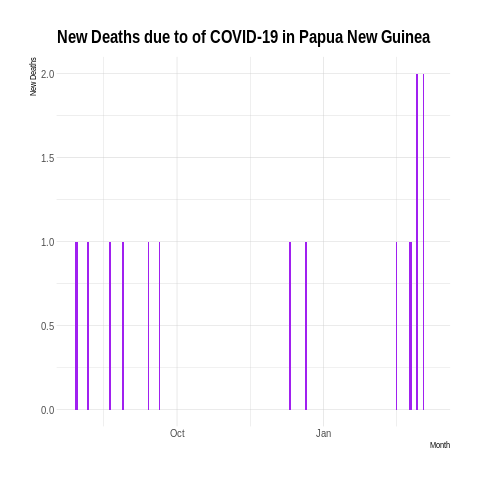 New Deaths due to of COVID-19 in Papua New Guinea
New Deaths
2.0
1.5
1.0
0.5
0.0
Oct
Jan
Month